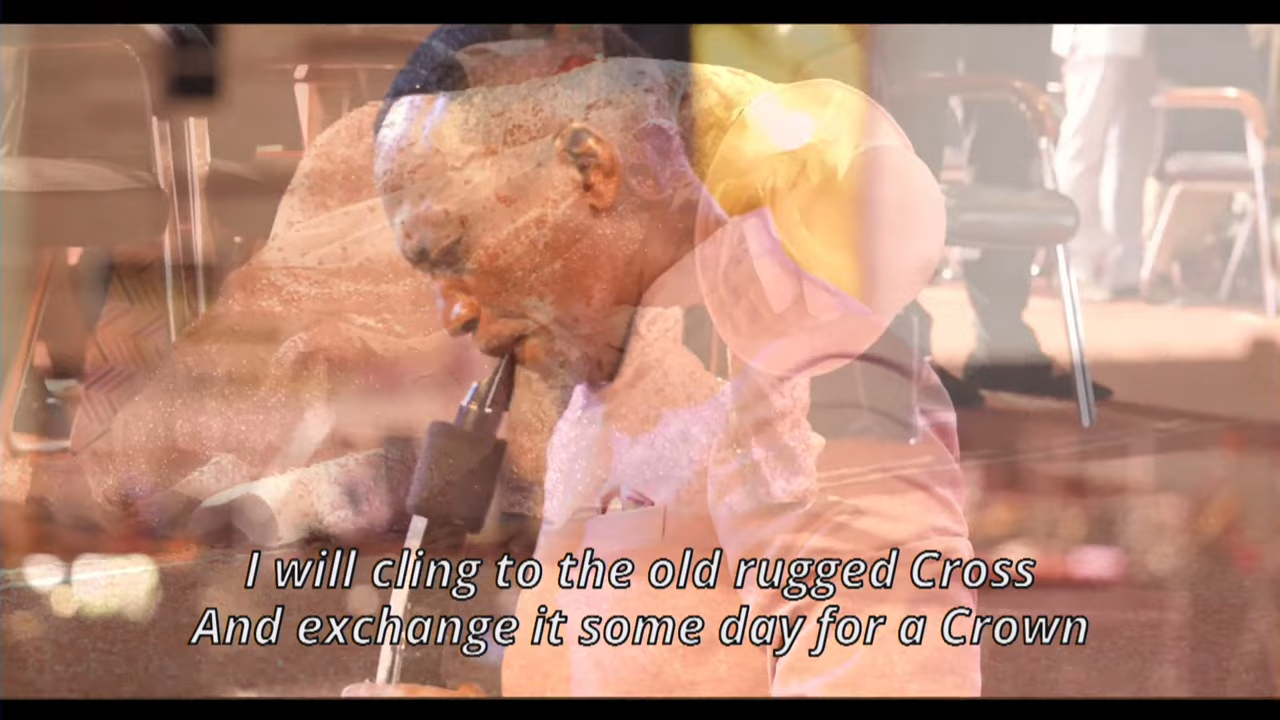 I will cling to the old rugged Cross
And exchange it some day for a Crown